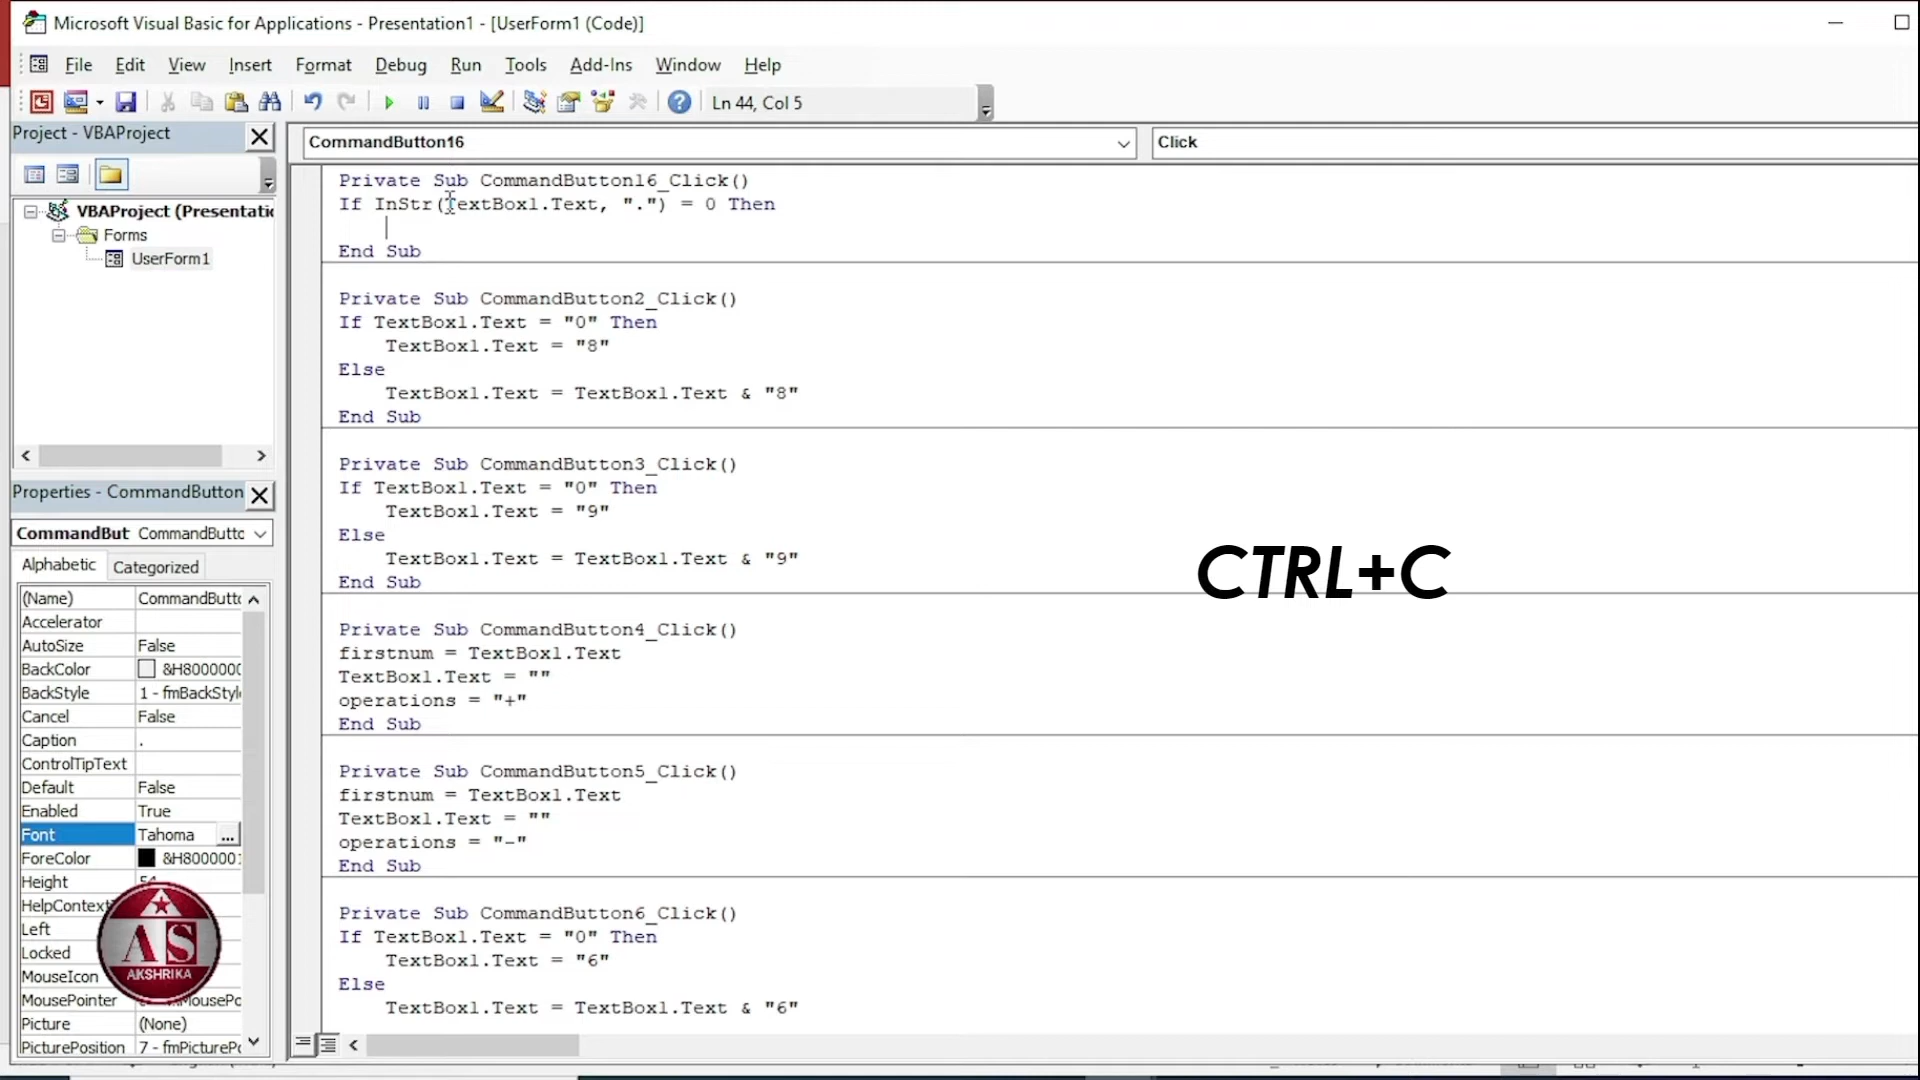 Microsoft Visual Basic for Applications - Presentation1 - [UserForm1 (Code)]
File Edit View Insert Format Debug Run Tools Add-Ins Window Help
Ln 44, Col 5
Project - VBAProject
VBAProject (Presentatio
Forms
UserForm1
Properties - CommandButton
CommandBut CommandButto
Alphabetic Categorized
(Name) CommandButto
Accelerator
AutoSize False
BackColor &H8000000
BackStyle 1 - fmBackStyl
Cancel False
Caption .
ControlTipText
Default False
Enabled True
Font Tahoma ...
ForeColor &H8000001
Height 54
HelpContext
Left
Locked
MouseIcon
MousePointer
Picture (None)
PicturePosition 7 - fmPicturePo
AS
AKSHRIKA
CommandButton16 Click
Private Sub CommandButton16_Click()
If InStr(TextBox1.Text, ".") = 0 Then
End Sub
Private Sub CommandButton2_Click()
If TextBox1.Text = "0" Then
TextBox1.Text = "8"
Else
TextBox1.Text = TextBox1.Text & "8"
End Sub
Private Sub CommandButton3_Click()
If TextBox1.Text = "0" Then
TextBox1.Text = "9"
Else
TextBox1.Text = TextBox1.Text & "9"
End Sub
Private Sub CommandButton4_Click()
firstnum = TextBox1.Text
TextBox1.Text = ""
operations = "+"
End Sub
Private Sub CommandButton5_Click()
firstnum = TextBox1.Text
TextBox1.Text = ""
operations = "-"
End Sub
Private Sub CommandButton6_Click()
If TextBox1.Text = "0" Then
TextBox1.Text = "6"
Else
TextBox1.Text = TextBox1.Text & "6"
CTRL+C